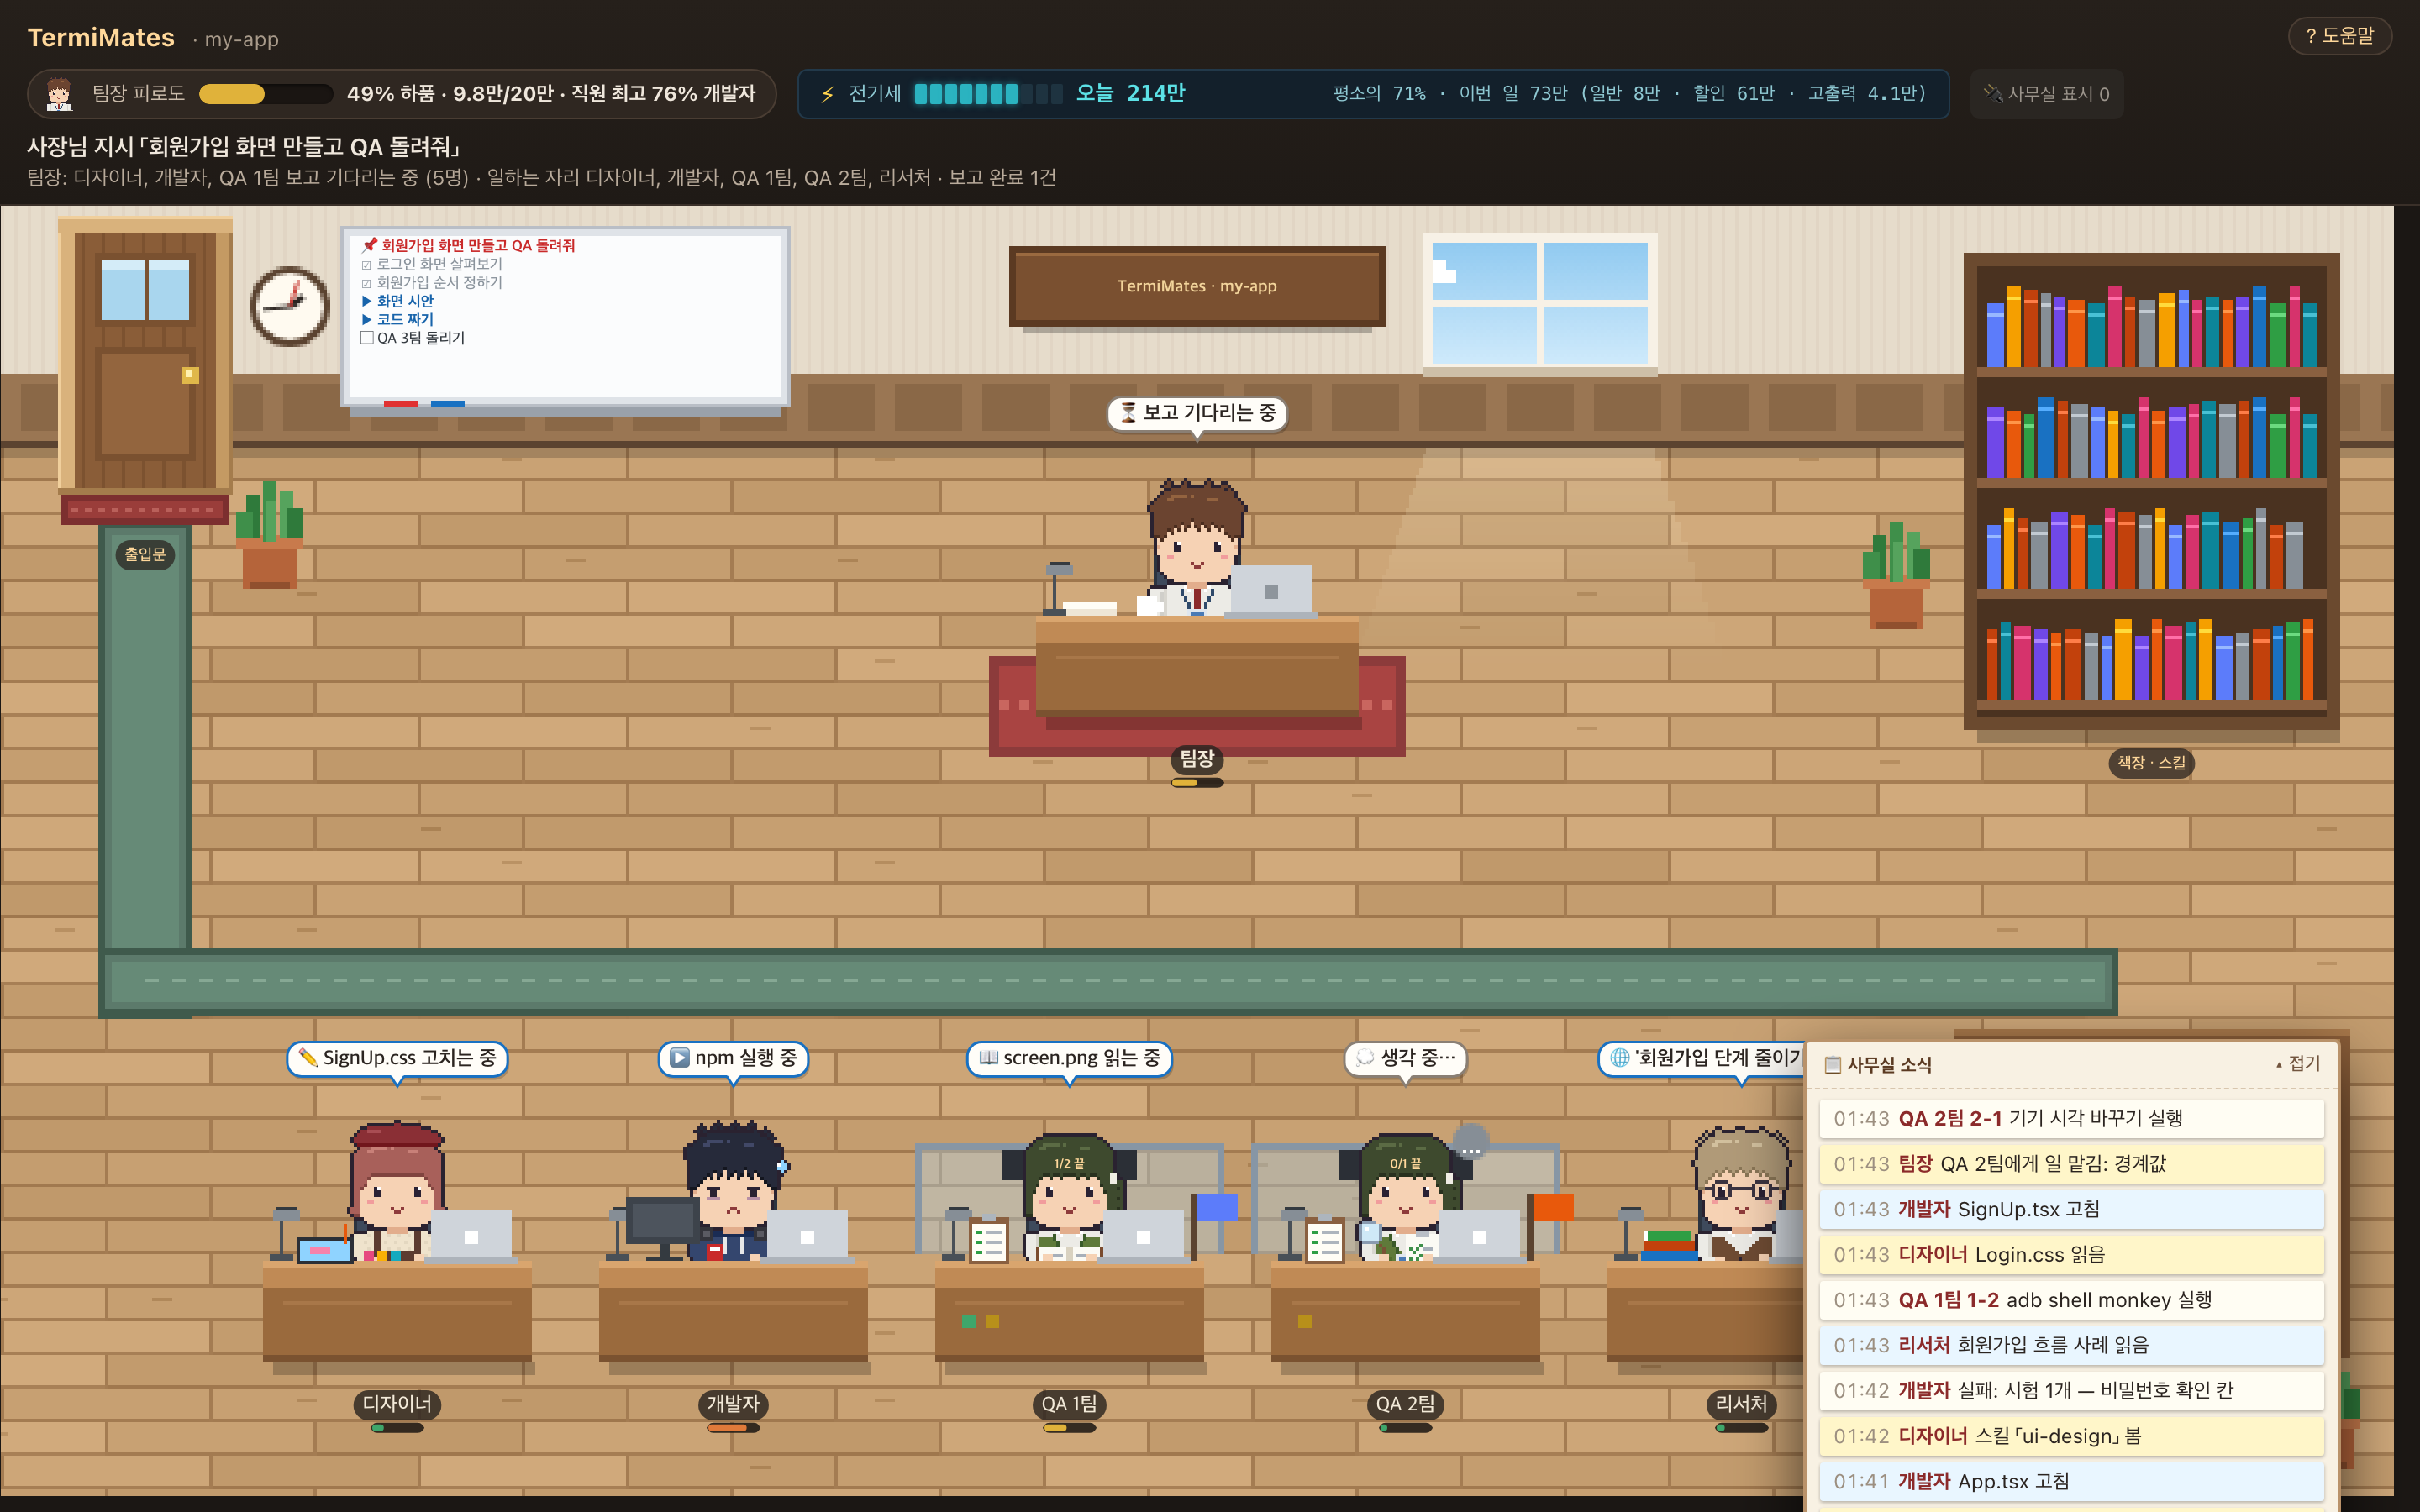 TermiMates · my-app
? 도움말
팀장 피로도 49% 하품 · 9.8만/20만 · 직원 최고 76% 개발자
⚡ 전기세 오늘 214만 평소의 71% · 이번 일 73만 (일반 8만 · 할인 61만 · 고출력 4.1만)
🔌 사무실 표시 0
사장님 지시 「회원가입 화면 만들고 QA 돌려줘」
팀장: 디자이너, 개발자, QA 1팀 보고 기다리는 중 (5명) · 일하는 자리 디자이너, 개발자, QA 1팀, QA 2팀, 리서처 · 보고 완료 1건
📌 회원가입 화면 만들고 QA 돌려줘
☑ 로그인 화면 살펴보기
☑ 회원가입 순서 정하기
▶ 화면 시안
▶ 코드 짜기
☐ QA 3팀 돌리기
TermiMates · my-app
⏳ 보고 기다리는 중
출입문
팀장
책장 · 스킬
✏️ SignUp.css 고치는 중
▶️ npm 실행 중
📖 screen.png 읽는 중
💭 생각 중…
🌐 '회원가입 단계 줄이기
1/2 끝
0/1 끝
디자이너
개발자
QA 1팀
QA 2팀
리서처
📋 사무실 소식
▲ 접기
01:43 QA 2팀 2-1 기기 시각 바꾸기 실행
01:43 팀장 QA 2팀에게 일 맡김: 경계값
01:43 개발자 SignUp.tsx 고침
01:43 디자이너 Login.css 읽음
01:43 QA 1팀 1-2 adb shell monkey 실행
01:43 리서처 회원가입 흐름 사례 읽음
01:42 개발자 실패: 시험 1개 — 비밀번호 확인 칸
01:42 디자이너 스킬 「ui-design」 봄
01:41 개발자 App.tsx 고침